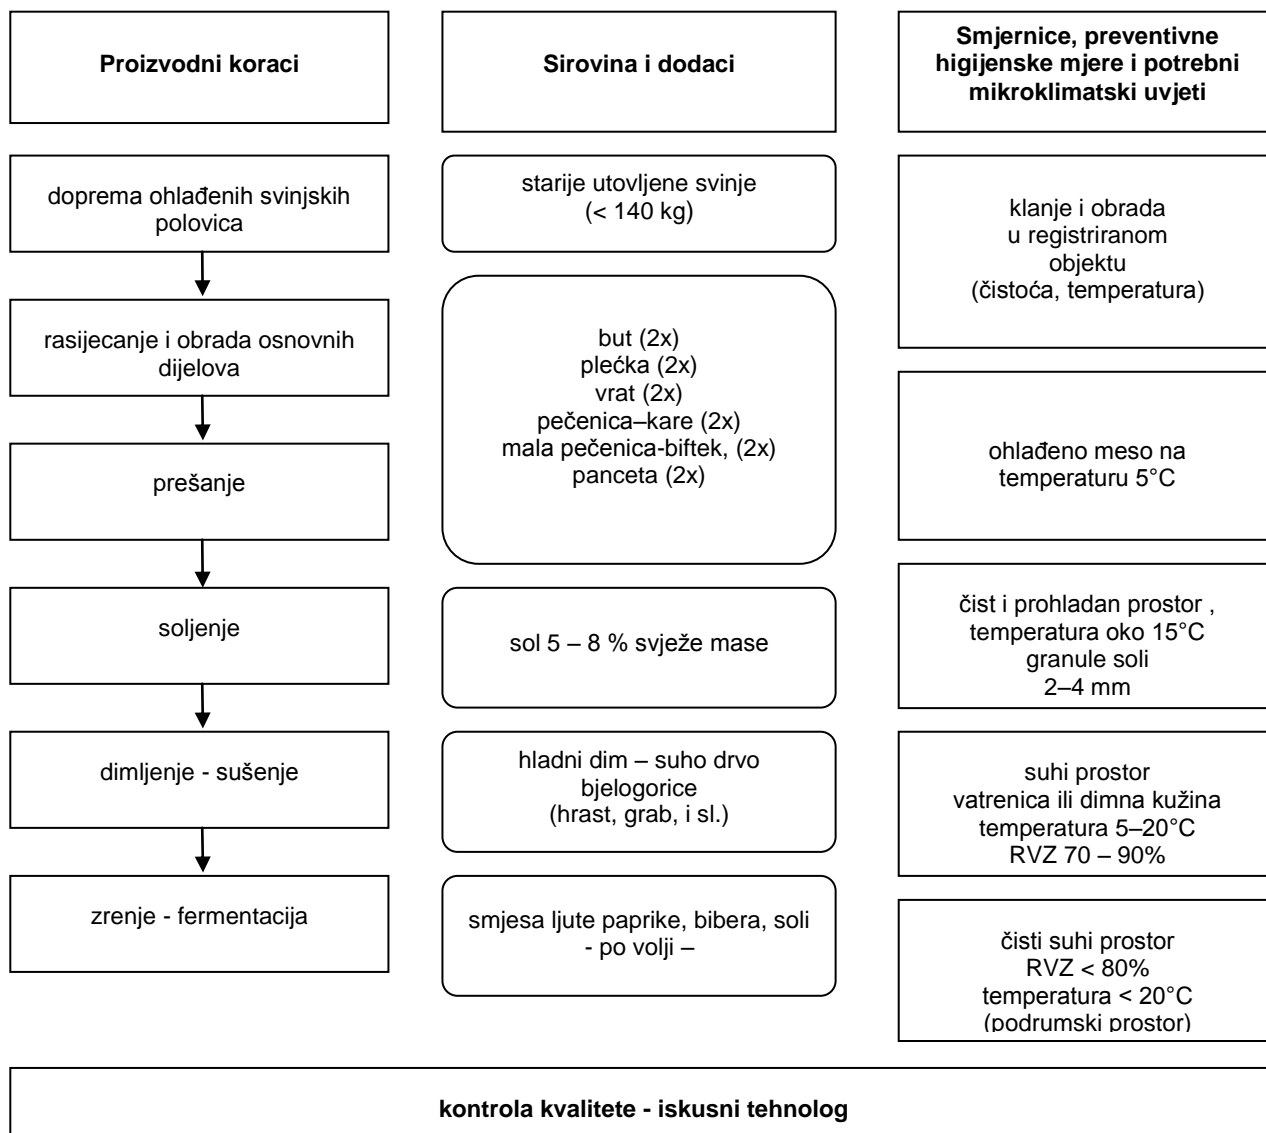 Proizvodni koraci
Sirovina i dodaci
Smjernice, preventivne
higijenske mjere i potrebni
mikroklimatski uvjeti
doprema ohlađenih svinjskih
polovica
starije utovljene svinje
(< 140 kg)
klanje i obrada
u registriranom
objektu
(čistoća, temperatura)
rasijecanje i obrada osnovnih
dijelova
but (2x)
plećka (2x)
vrat (2x)
pečenica–kare (2x)
mala pečenica-biftek, (2x)
panceta (2x)
prešanje
ohlađeno meso na
temperaturu 5°C
soljenje
sol 5 – 8 % svježe mase
čist i prohladan prostor ,
temperatura oko 15°C
granule soli
2–4 mm
dimljenje - sušenje
hladni dim – suho drvo
bjelogorice
(hrast, grab, i sl.)
suhi prostor
vatrenica ili dimna kužina
temperatura 5–20°C
RVZ 70 – 90%
zrenje - fermentacija
smjesa ljute paprike, bibera, soli
- po volji –
čisti suhi prostor
RVZ < 80%
temperatura < 20°C
(podrumski prostor)
kontrola kvalitete - iskusni tehnolog